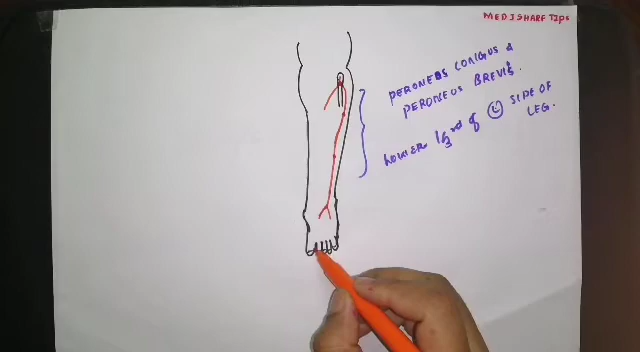 MEDISHARF TIPS
PERONEUS LONGUS &
PERONEUS BREVIS.
LOWER 1/3rd of L SIDE OF
LEG.